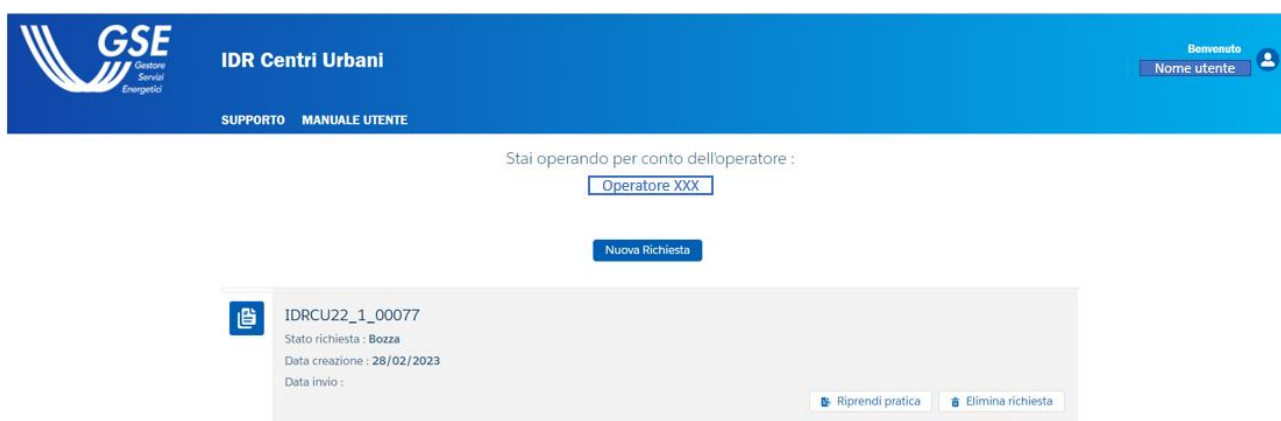 GSE
Gestore
Servizi
Energetici
IDR Centri Urbani
Benvenuto
Nome utente
SUPPORTO MANUALE UTENTE
Stai operando per conto dell'operatore :
Operatore XXX
Nuova Richiesta
IDRCU22_1_00077
Stato richiesta : Bozza
Data creazione : 28/02/2023
Data invio :
Riprendi pratica Elimina richiesta